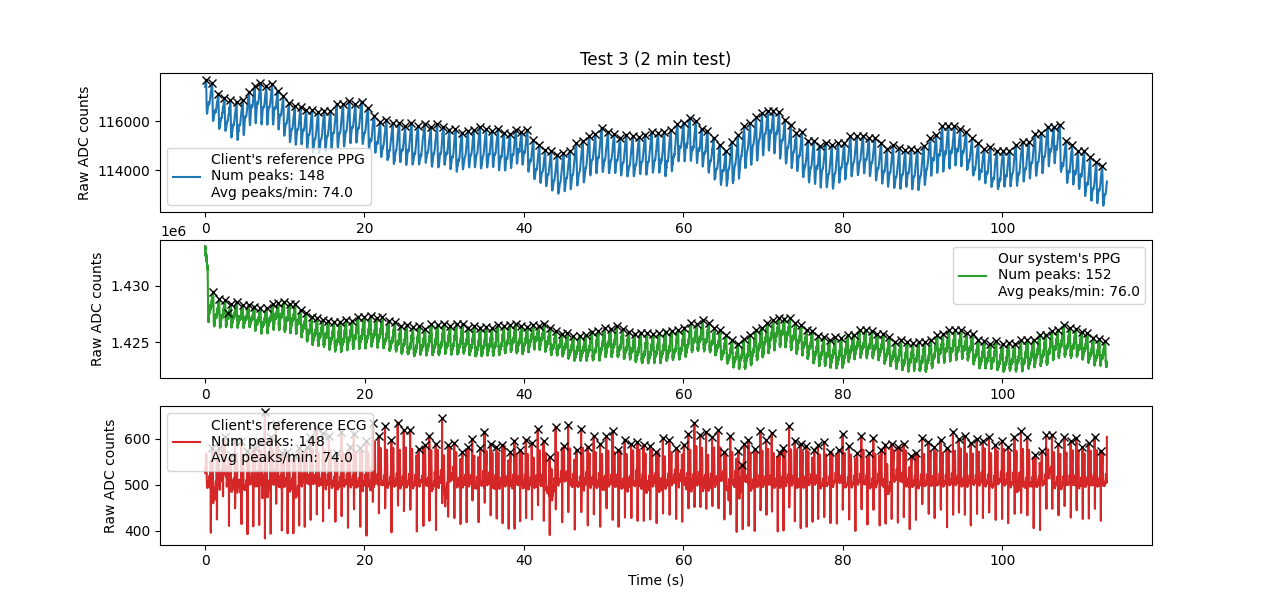 Test 3 (2 min test)
Raw ADC counts
116000
114000
Client's reference PPG
Num peaks: 148
Avg peaks/min: 74.0
0 20 40 60 80 100
1e6
Raw ADC counts
1.430
1.425
Our system's PPG
Num peaks: 152
Avg peaks/min: 76.0
0 20 40 60 80 100
Raw ADC counts
600
500
400
Client's reference ECG
Num peaks: 148
Avg peaks/min: 74.0
0 20 40 60 80 100
Time (s)